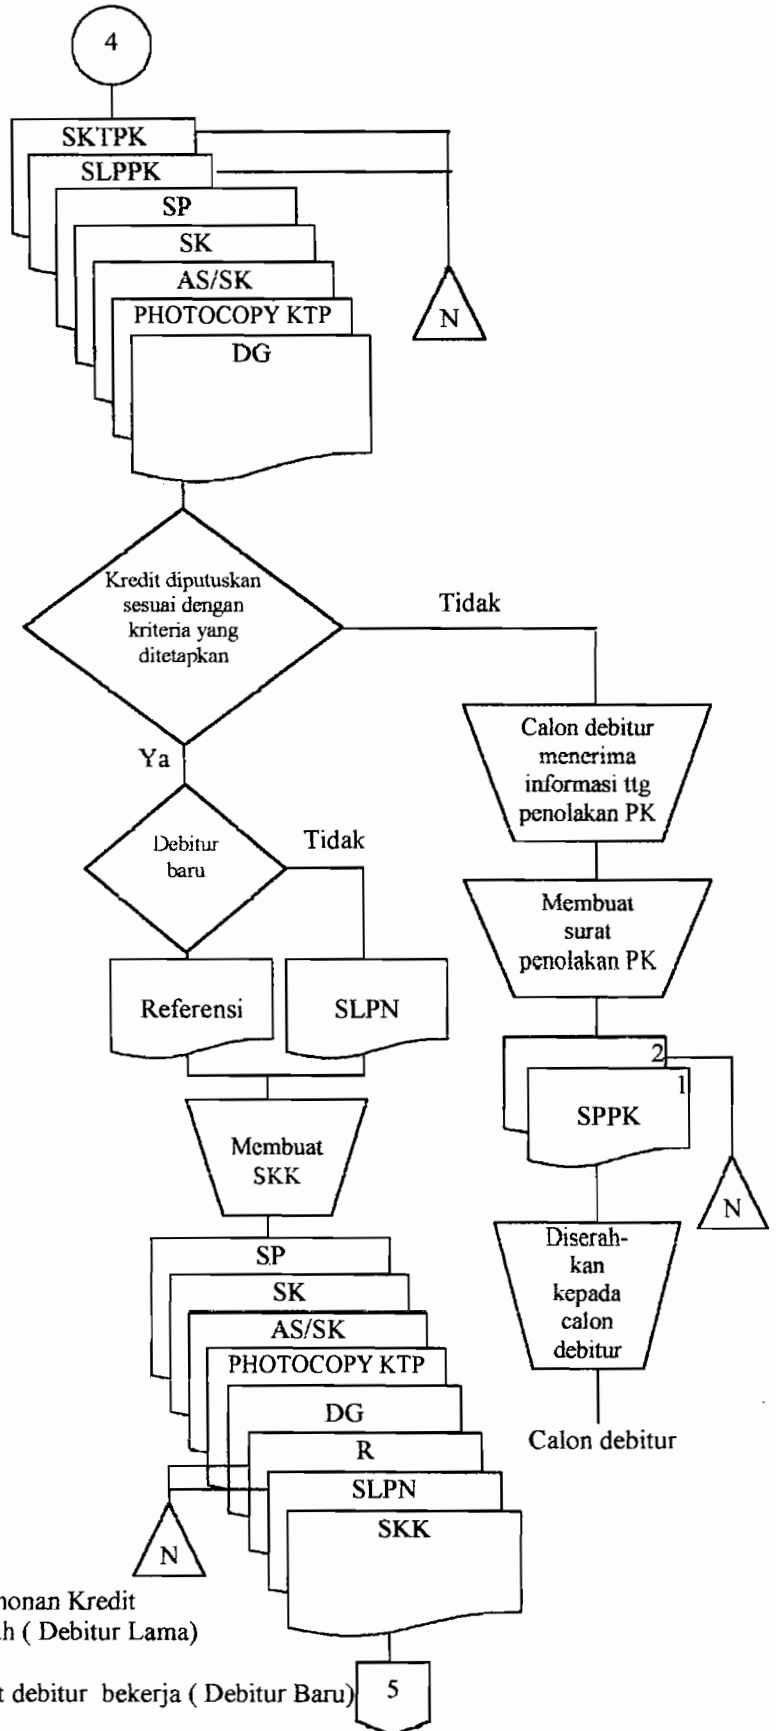 4
SKTPK
SLPPK
SP
SK
AS/SK
PHOTOCOPY KTP
DG
N
Kredit diputuskan
sesuai dengan
kriteria yang
ditetapkan
Tidak
Ya
Calon debitur
menerima
informasi ttg
penolakan PK
Debitur
baru
Tidak
Membuat
surat
penolakan PK
Referensi
SLPN
2
1
SPPK
N
Membuat
SKK
Diserah-
kan
kepada
calon
debitur
Calon debitur
SP
SK
AS/SK
PHOTOCOPY KTP
DG
R
SLPN
SKK
N
honan Kredit
h ( Debitur Lama)
t debitur bekerja ( Debitur Baru)
5